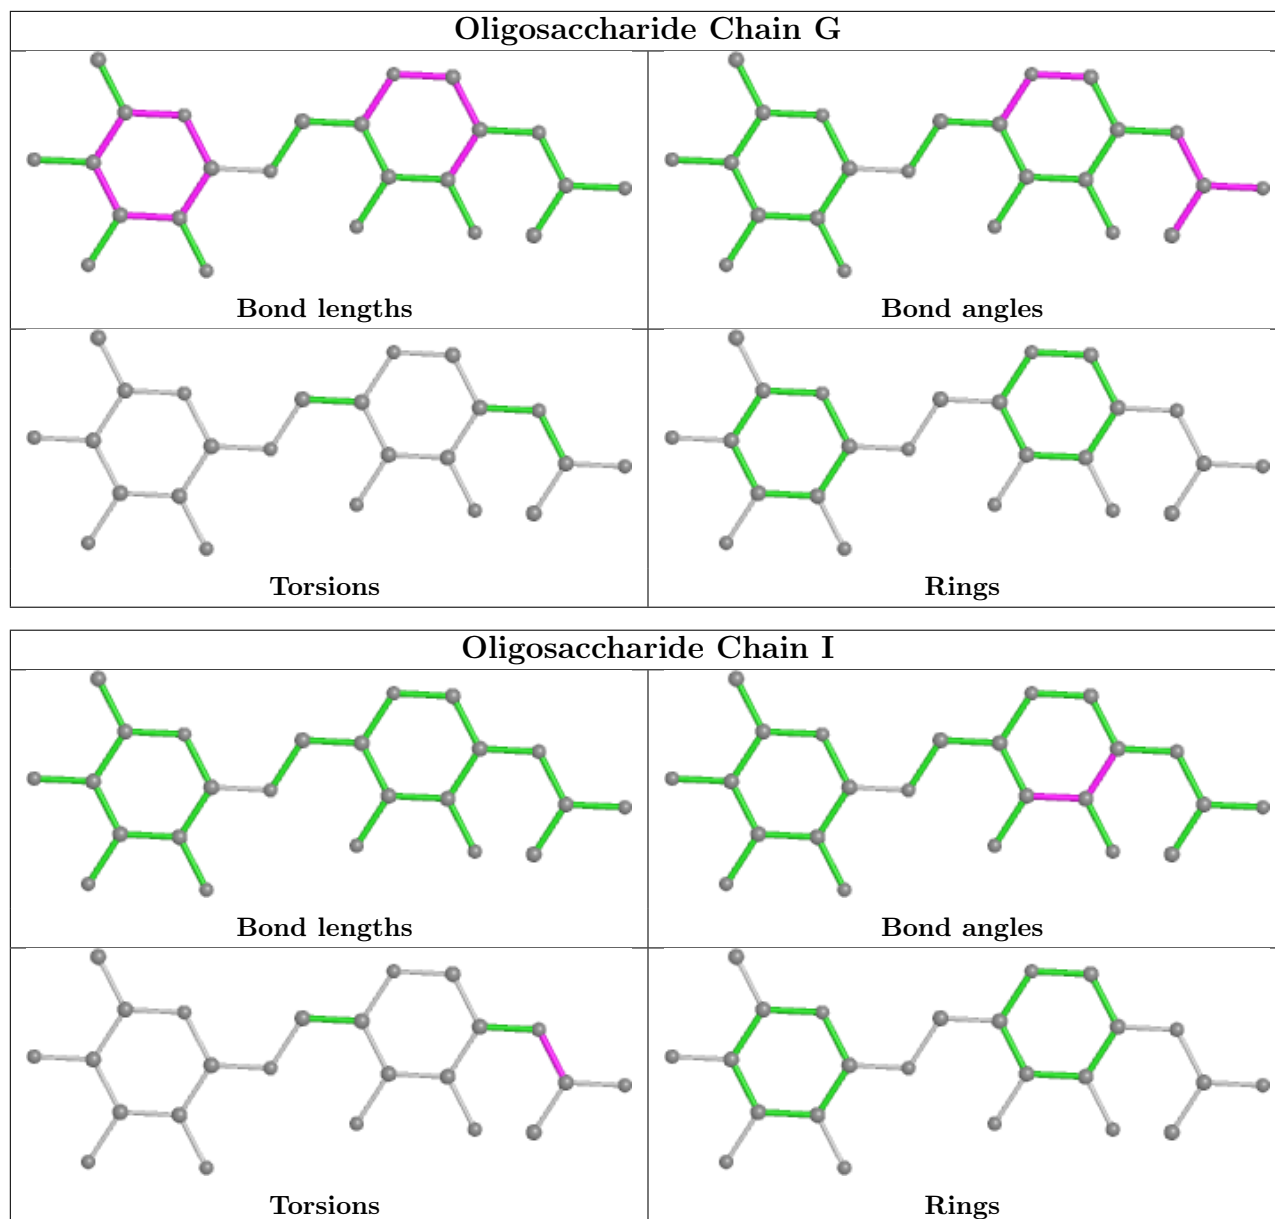 Oligosaccharide Chain G
Bond lengths
Bond angles
Torsions
Rings
Oligosaccharide Chain I
Bond lengths
Bond angles
Torsions
Rings